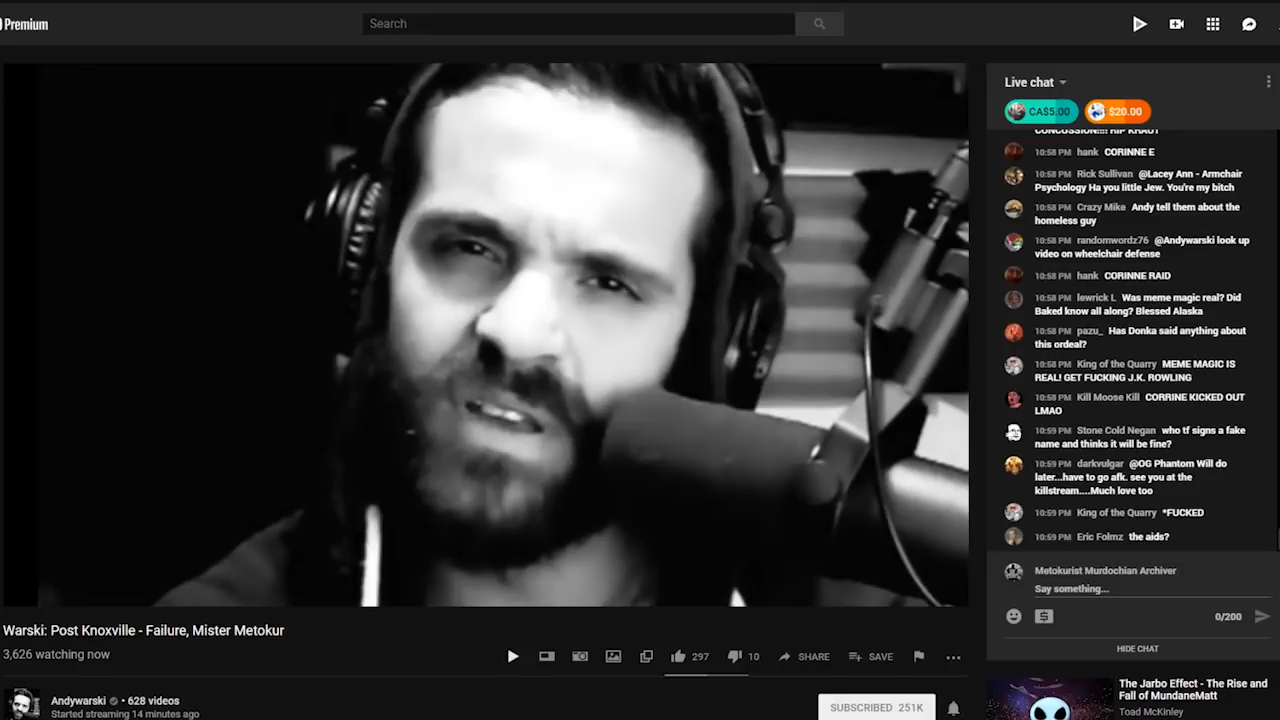 Premium
Search
Live chat
CA$5.00
$20.00
CONCUSSION!!!! RIP KRAUT
10:58 PM hank CORINNE E
10:58 PM Rick Sullivan @Lacey Ann - Armchair
Psychology Ha you little Jew. You're my bitch
10:58 PM Crazy Mike Andy tell them about the
homeless guy
10:58 PM randomwordz76 @Andywarski look up
video on wheelchair defense
10:58 PM hank CORINNE RAID
10:58 PM lewrick L Was meme magic real? Did
Baked know all along? Blessed Alaska
10:58 PM pazu_ Has Donka said anything about
this ordeal?
10:58 PM King of the Quarry MEME MAGIC IS
REAL! GET FUCKING J.K. ROWLING
10:58 PM Kill Moose Kill CORRINE KICKED OUT
LMAO
10:59 PM Stone Cold Negan who tf signs a fake
name and thinks it will be fine?
10:59 PM darkvulgar @OG Phantom Will do
later...have to go afk. see you at the
killstream....Much love too
10:59 PM King of the Quarry *FUCKED
10:59 PM Eric Folmz the aids?
Metokurist Murdochian Archiver
Say something...
0/200
HIDE CHAT
Warski: Post Knoxville - Failure, Mister Metokur
3,626 watching now
297
10
SHARE
SAVE
Andywarski • 628 videos
Started streaming 14 minutes ago
SUBSCRIBED 251K
The Jarbo Effect - The Rise and
Fall of MundaneMatt
Toad McKinley